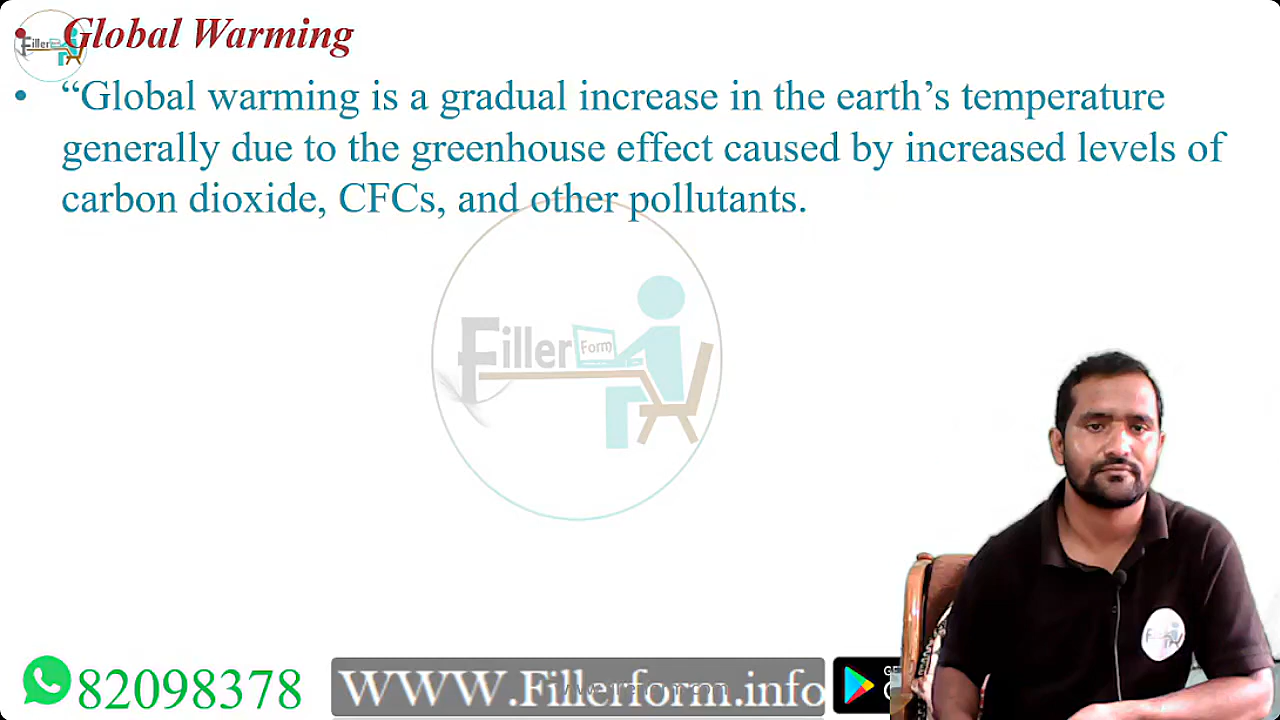 Global Warming
Filler
“Global warming is a gradual increase in the earth’s temperature
generally due to the greenhouse effect caused by increased levels of
carbon dioxide, CFCs, and other pollutants.
Filler Form
82098378
WWW.Fillerform.info